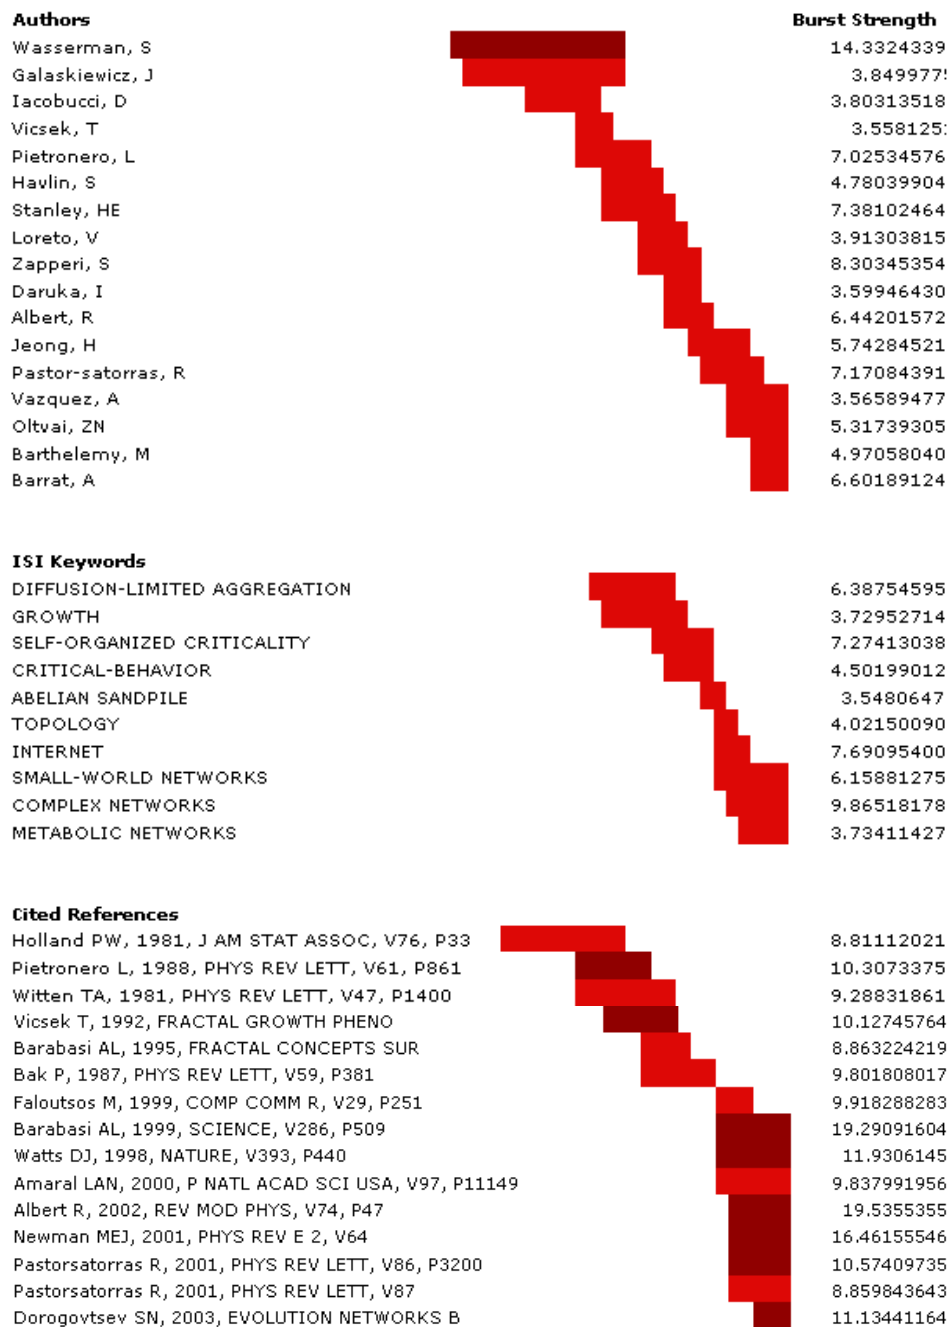 Authors Burst Strength
Wasserman, S 14.3324339
Galaskiewicz, J 3.849977
Iacobucci, D 3.80313518
Vicsek, T 3.558125
Pietronero, L 7.02534576
Havlin, S 4.78039904
Stanley, HE 7.38102464
Loreto, V 3.91303815
Zapperi, S 8.30345354
Daruka, I 3.59946430
Albert, R 6.44201572
Jeong, H 5.74284521
Pastor-satorras, R 7.17084391
Vazquez, A 3.56589477
Oltvai, ZN 5.31739305
Barthelemy, M 4.97058040
Barrat, A 6.60189124
ISI Keywords
DIFFUSION-LIMITED AGGREGATION 6.38754595
GROWTH 3.72952714
SELF-ORGANIZED CRITICALITY 7.27413038
CRITICAL-BEHAVIOR 4.50199012
ABELIAN SANDPILE 3.5480647
TOPOLOGY 4.02150090
INTERNET 7.69095400
SMALL-WORLD NETWORKS 6.15881275
COMPLEX NETWORKS 9.86518178
METABOLIC NETWORKS 3.73411427
Cited References
Holland PW, 1981, J AM STAT ASSOC, V76, P33 8.81112021
Pietronero L, 1988, PHYS REV LETT, V61, P861 10.3073375
Witten TA, 1981, PHYS REV LETT, V47, P1400 9.28831861
Vicsek T, 1992, FRACTAL GROWTH PHENO 10.12745764
Barabasi AL, 1995, FRACTAL CONCEPTS SUR 8.863224219
Bak P, 1987, PHYS REV LETT, V59, P381 9.801808017
Faloutsos M, 1999, COMP COMM R, V29, P251 9.918288283
Barabasi AL, 1999, SCIENCE, V286, P509 19.29091604
Watts DJ, 1998, NATURE, V393, P440 11.9306145
Amaral LAN, 2000, P NATL ACAD SCI USA, V97, P11149 9.837991956
Albert R, 2002, REV MOD PHYS, V74, P47 19.5355355
Newman MEJ, 2001, PHYS REV E 2, V64 16.46155546
Pastorsatorras R, 2001, PHYS REV LETT, V86, P3200 10.57409735
Pastorsatorras R, 2001, PHYS REV LETT, V87 8.859843643
Dorogovtsev SN, 2003, EVOLUTION NETWORKS B 11.13441164